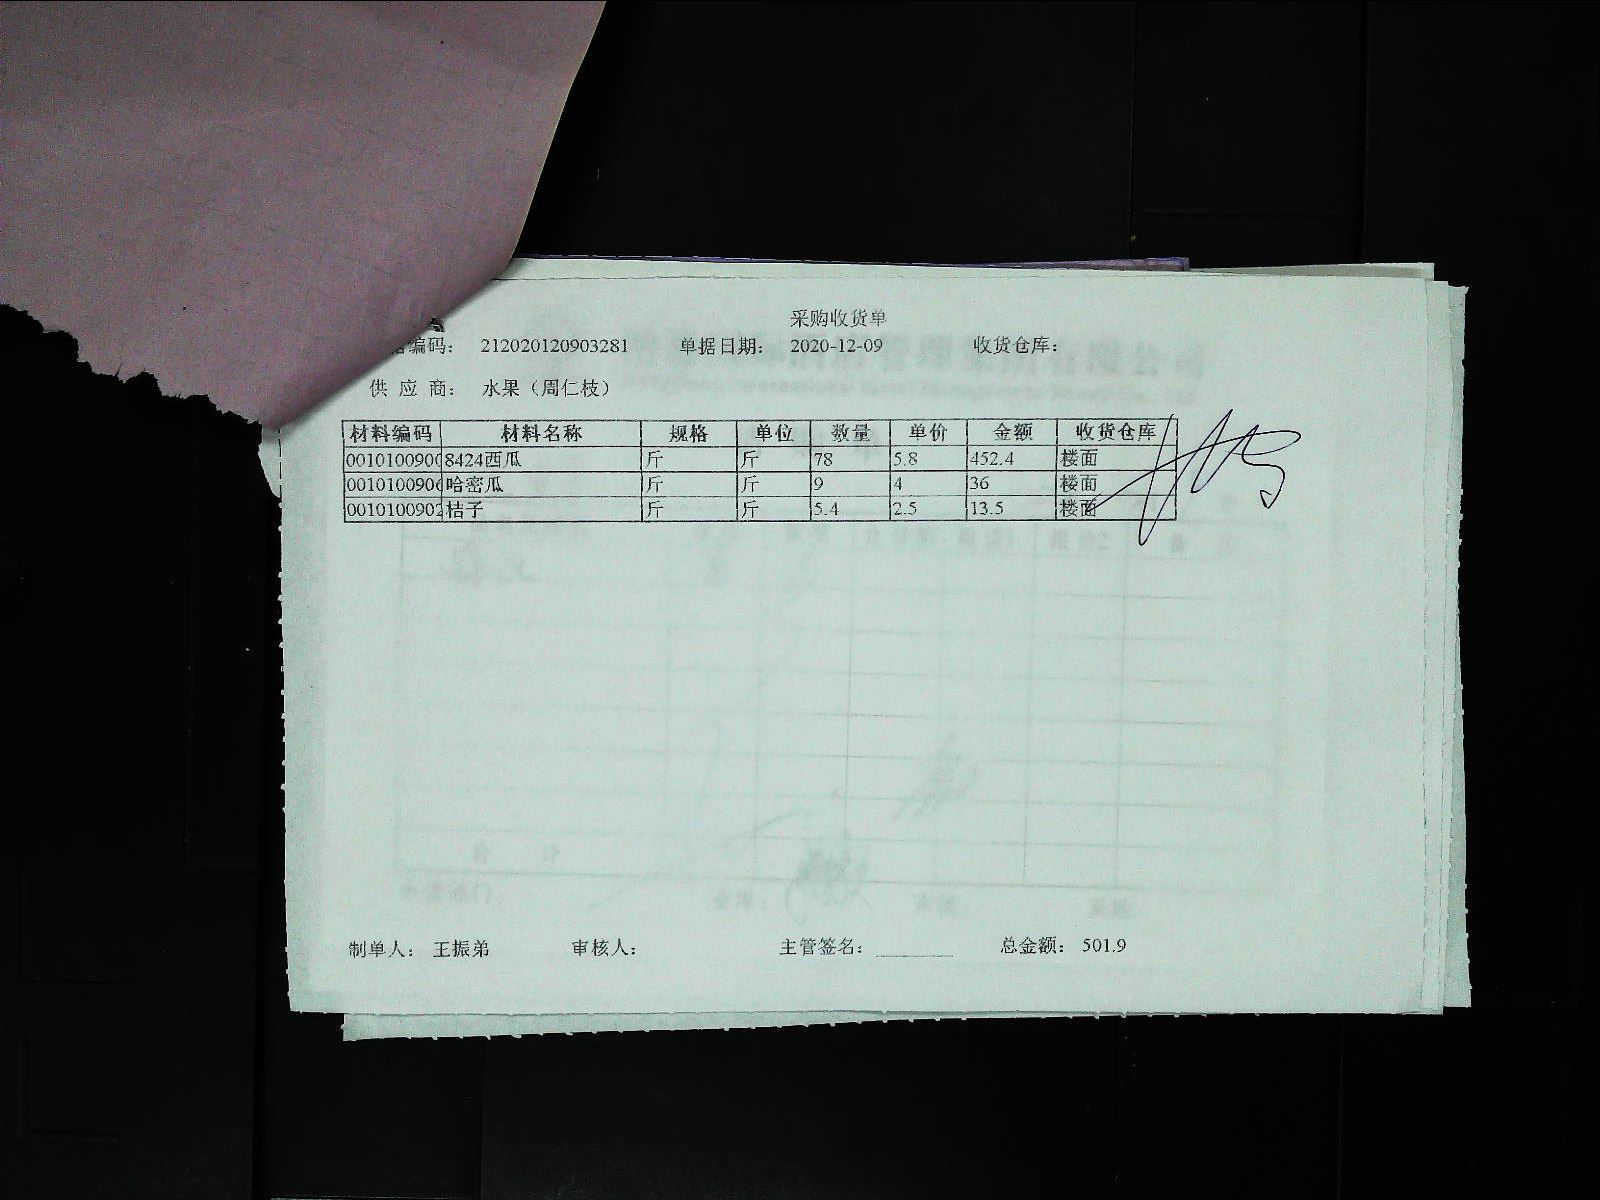 采购收货单
编码： 212020120903281 单据日期： 2020-12-09 收货仓库：
供 应 商： 水果（周仁枝）
材料编码 材料名称 规格 单位 数量 单价 金额 收货仓库
0010100900 8424西瓜 斤 斤 78 5.8 452.4 楼面
0010100906 哈密瓜 斤 斤 9 4 36 楼面
0010100902 桔子 斤 斤 5.4 2.5 13.5 楼面
制单人： 王振弟 审核人： 主管签名： 总金额： 501.9